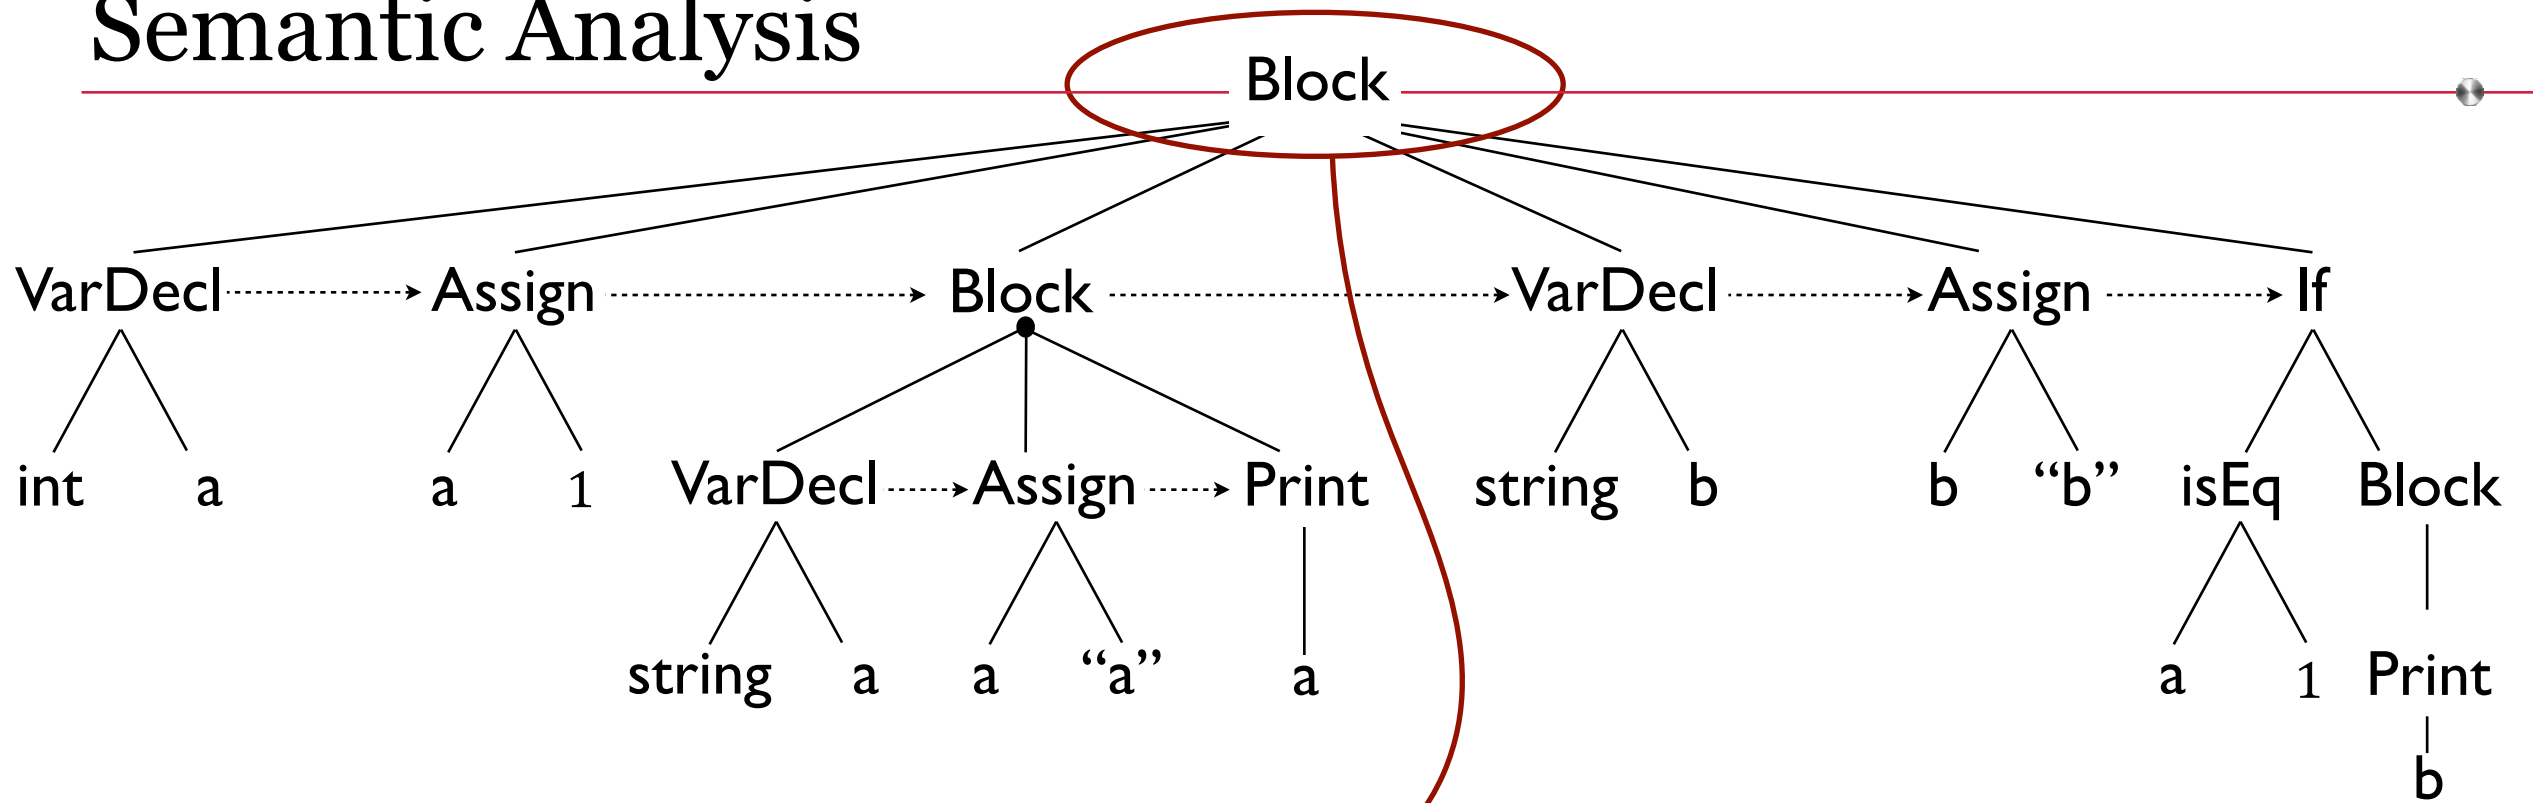 Semantic Analysis
Block
VarDecl Assign Block VarDecl Assign If
int a a 1 VarDecl Assign Print string b b “b” isEq Block
string a a “a” a a 1 Print
b